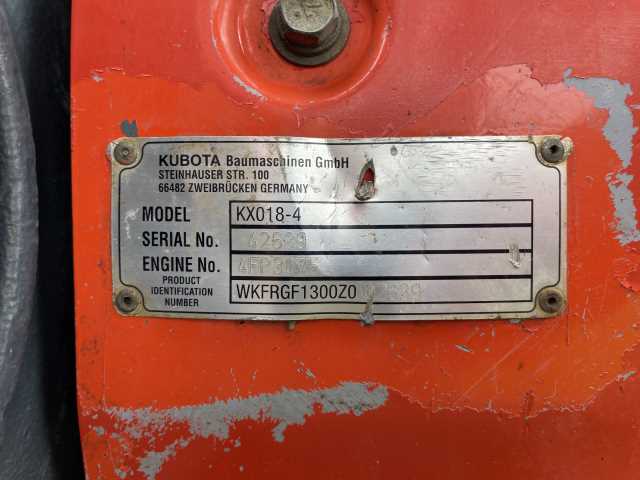 KUBOTA Baumaschinen GmbH
STEINHAUSER STR. 100
66482 ZWEIBRÜCKEN GERMANY
MODEL KX018-4
SERIAL No.
ENGINE No.
PRODUCT
IDENTIFICATION
NUMBER
WKFRGF1300Z0